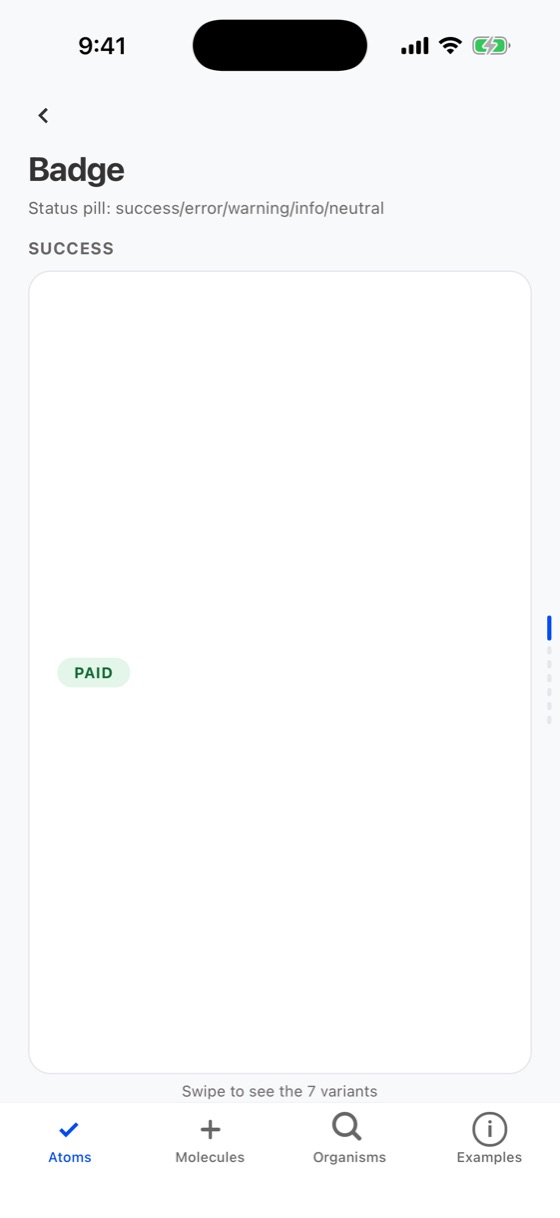 9:41
Badge
Status pill: success/error/warning/info/neutral
SUCCESS
PAID
Swipe to see the 7 variants
Atoms
Molecules
Organisms
Examples